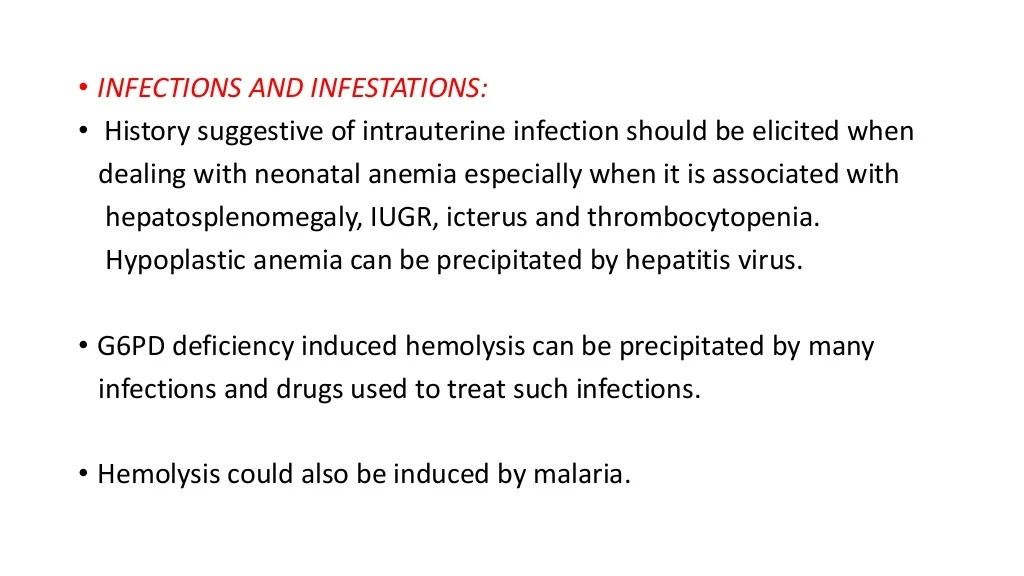 • INFECTIONS AND INFESTATIONS:
• History suggestive of intrauterine infection should be elicited when
dealing with neonatal anemia especially when it is associated with
hepatosplenomegaly, IUGR, icterus and thrombocytopenia.
Hypoplastic anemia can be precipitated by hepatitis virus.
• G6PD deficiency induced hemolysis can be precipitated by many
infections and drugs used to treat such infections.
• Hemolysis could also be induced by malaria.